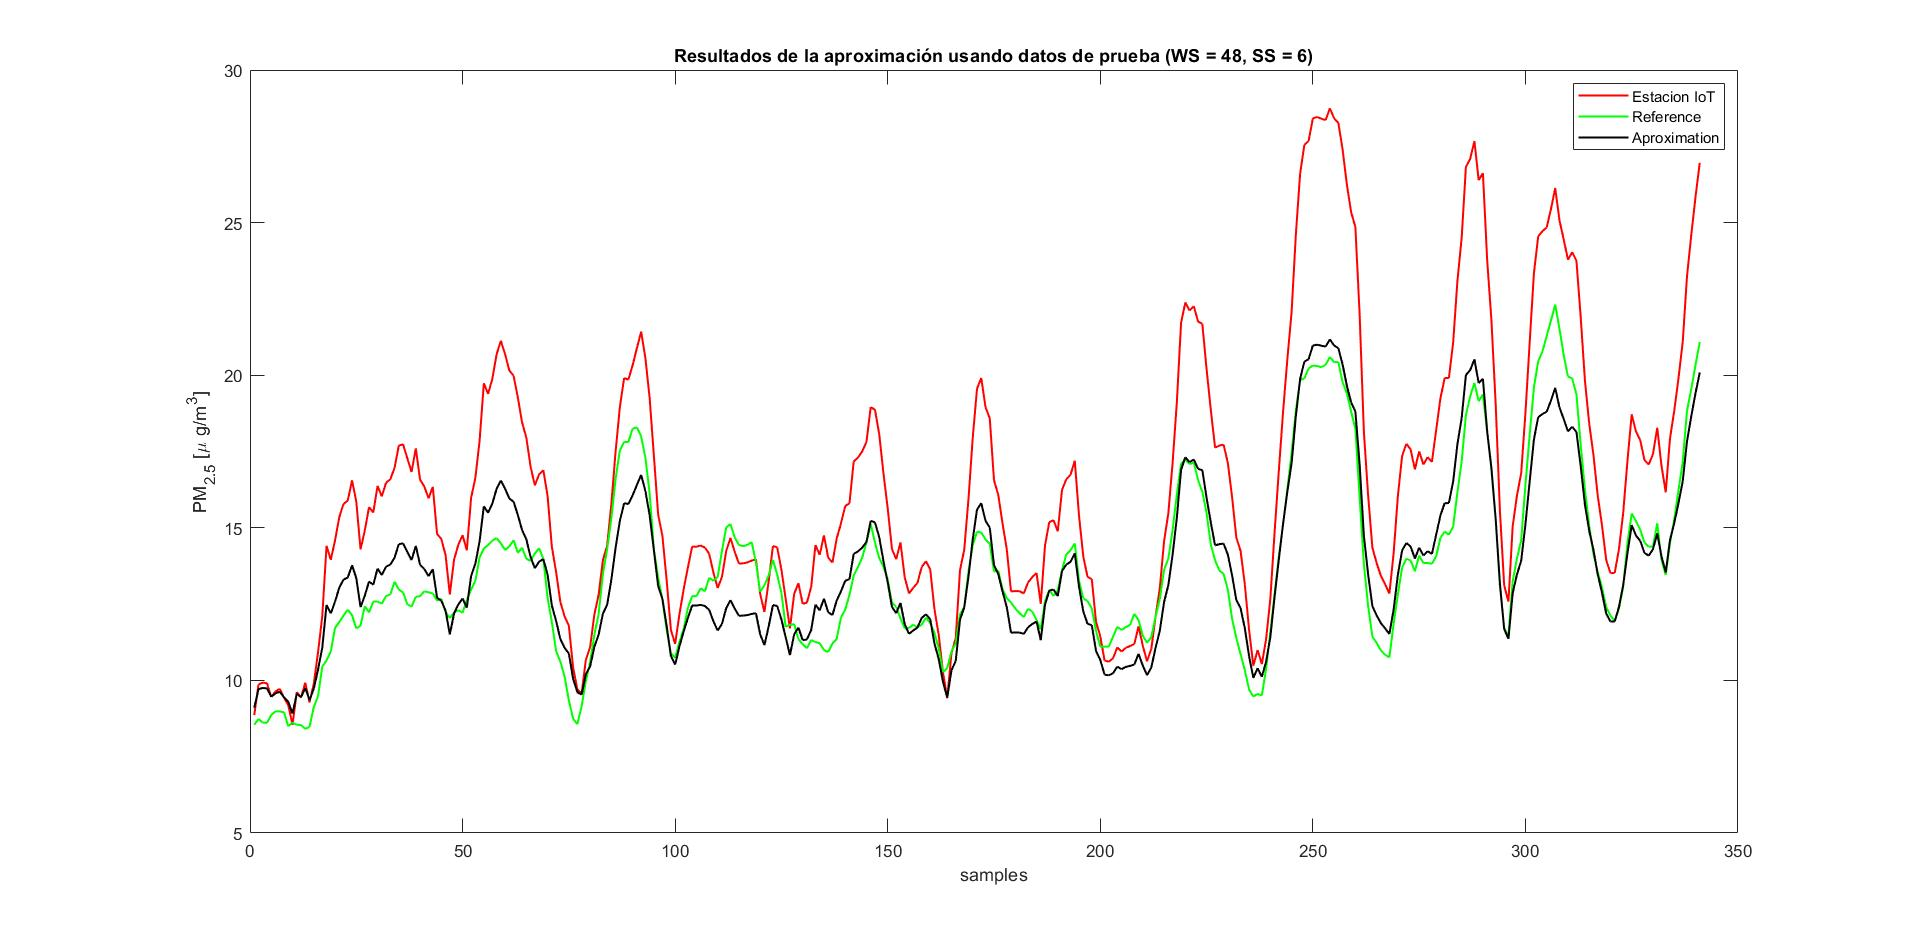 Resultados de la aproximación usando datos de prueba (WS = 48, SS = 6)
30
25
20
15
10
5
PM2.5 [μ g/m3]
Estacion IoT
Reference
Aproximation
0 50 100 150 200 250 300 350
samples